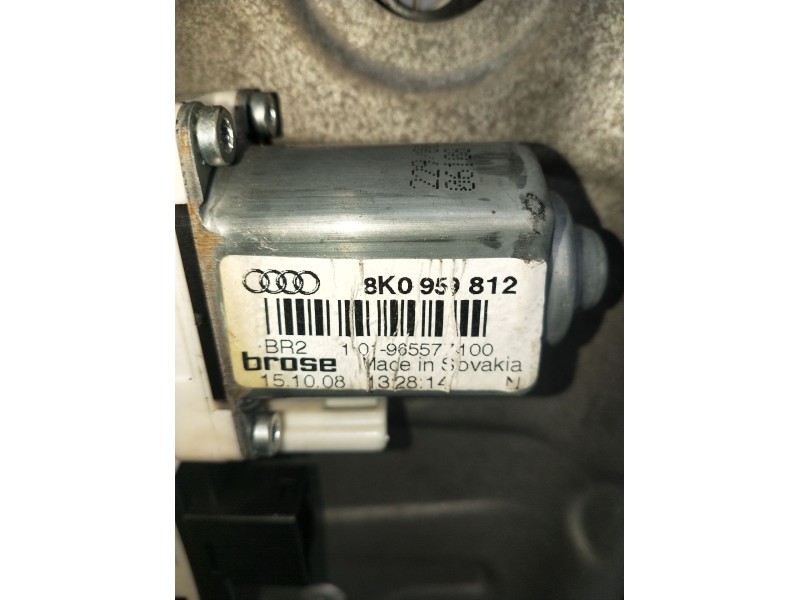 8K0 959 812
BR2
brose Made in Slovakia
15.10.08 13:28:14 N